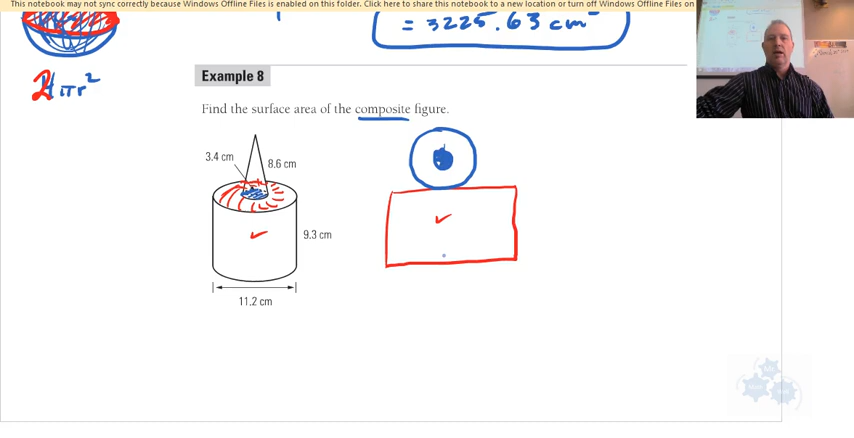 This notebook may not sync correctly because Windows Offline Files is enabled on this folder. Click here to share this notebook to a new location or turn off Windows Offline Files on
= 3225.63 cm
24πr²
Example 8
Find the surface area of the composite figure.
3.4 cm
8.6 cm
9.3 cm
11.2 cm